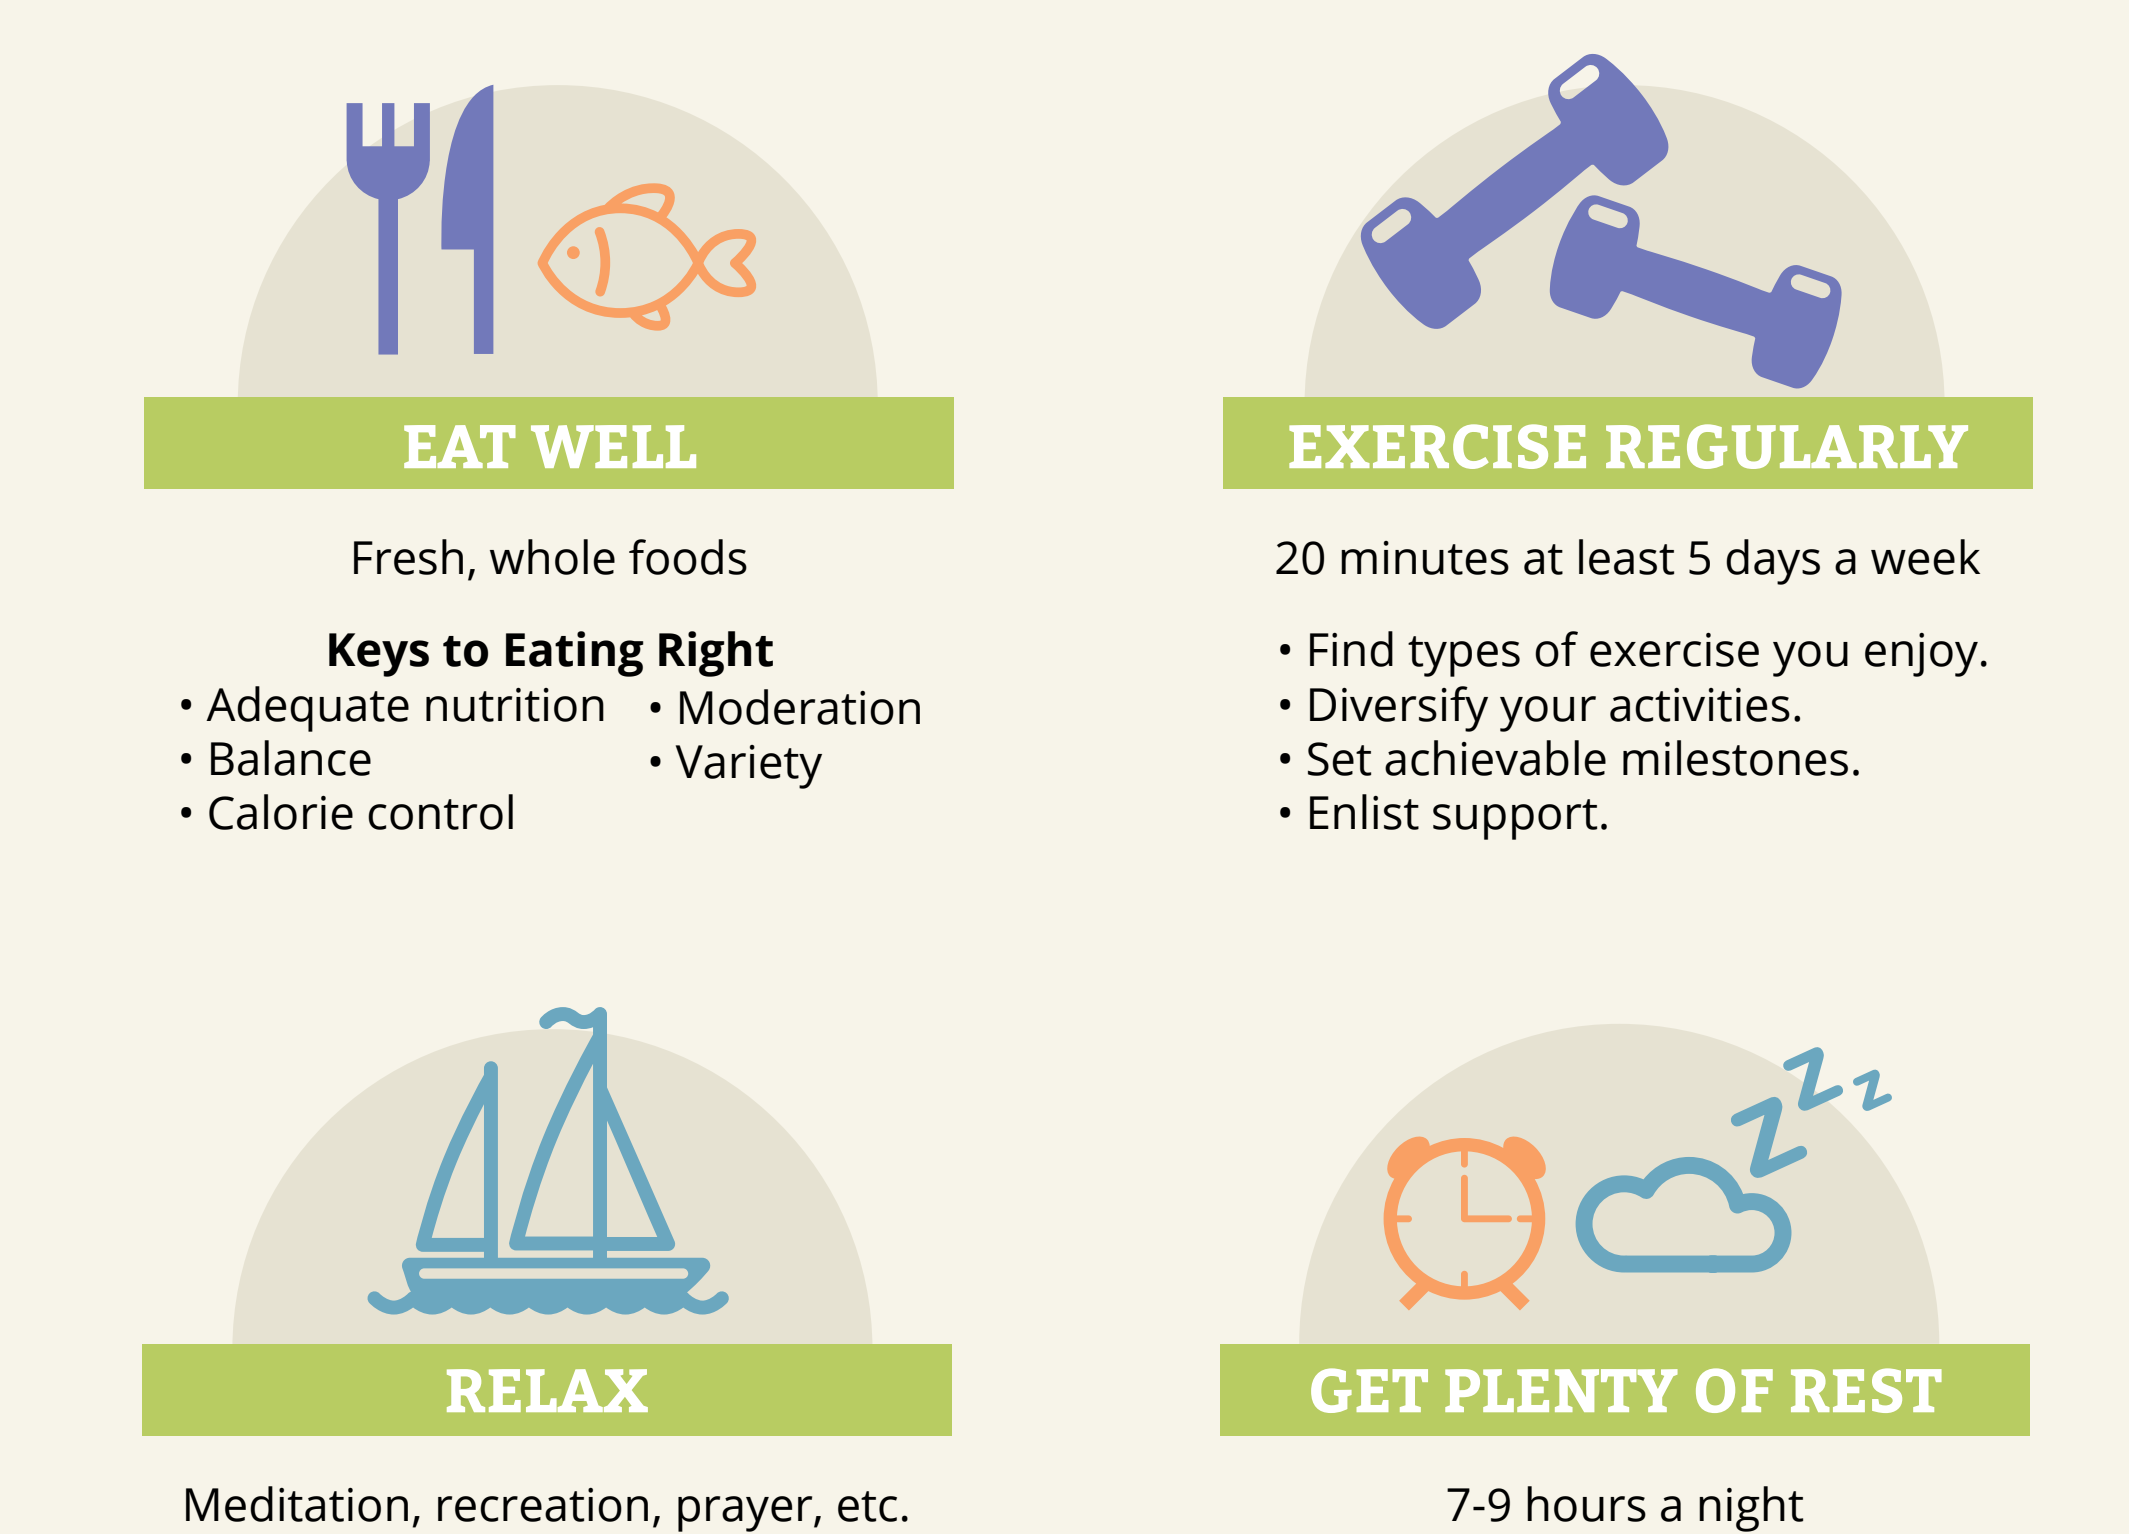 EAT WELL
Fresh, whole foods
Keys to Eating Right
• Adequate nutrition
• Balance
• Calorie control
• Moderation
• Variety
EXERCISE REGULARLY
20 minutes at least 5 days a week
• Find types of exercise you enjoy.
• Diversify your activities.
• Set achievable milestones.
• Enlist support.
RELAX
Meditation, recreation, prayer, etc.
GET PLENTY OF REST
7-9 hours a night